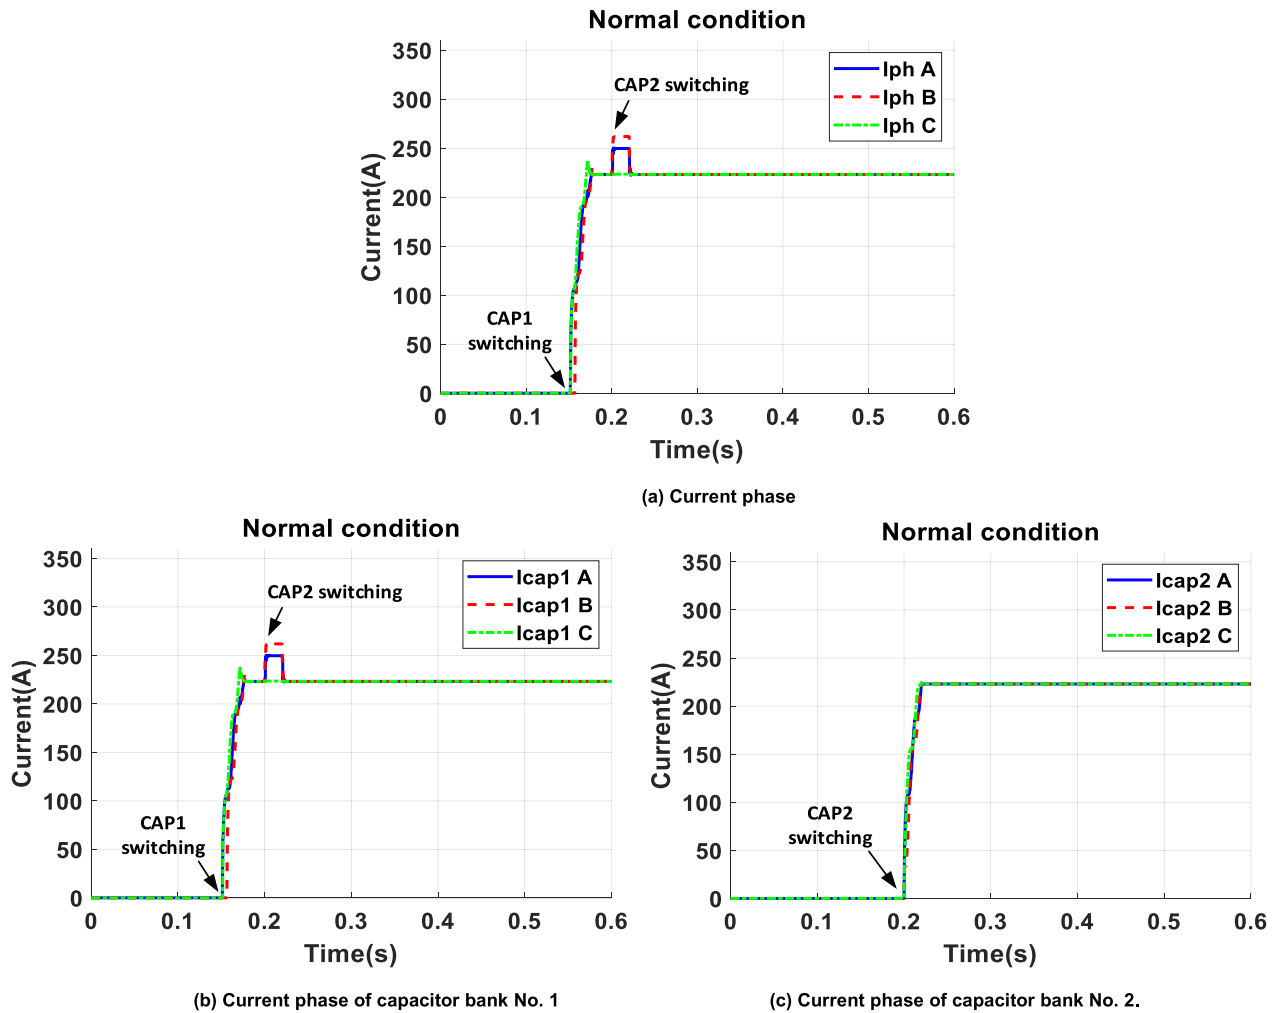 Normal condition
350
300
250
200
150
100
50
0
Current(A)
CAP2 switching
CAP1
switching
Iph A
Iph B
Iph C
0 0.1 0.2 0.3 0.4 0.5 0.6
Time(s)
(a) Current phase
Normal condition
350
300
250
200
150
100
50
0
Current(A)
CAP2 switching
CAP1
switching
Icap1 A
Icap1 B
Icap1 C
0 0.1 0.2 0.3 0.4 0.5 0.6
Time(s)
(b) Current phase of capacitor bank No. 1
Normal condition
350
300
250
200
150
100
50
0
Current(A)
CAP2
switching
Icap2 A
Icap2 B
Icap2 C
0 0.1 0.2 0.3 0.4 0.5 0.6
Time(s)
(c) Current phase of capacitor bank No. 2.